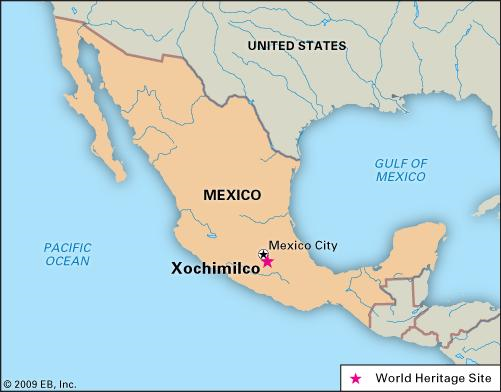 UNITED STATES
GULF OF
MEXICO
MEXICO
PACIFIC
OCEAN
Mexico City
Xochimilco
© 2009 EB, Inc.
World Heritage Site